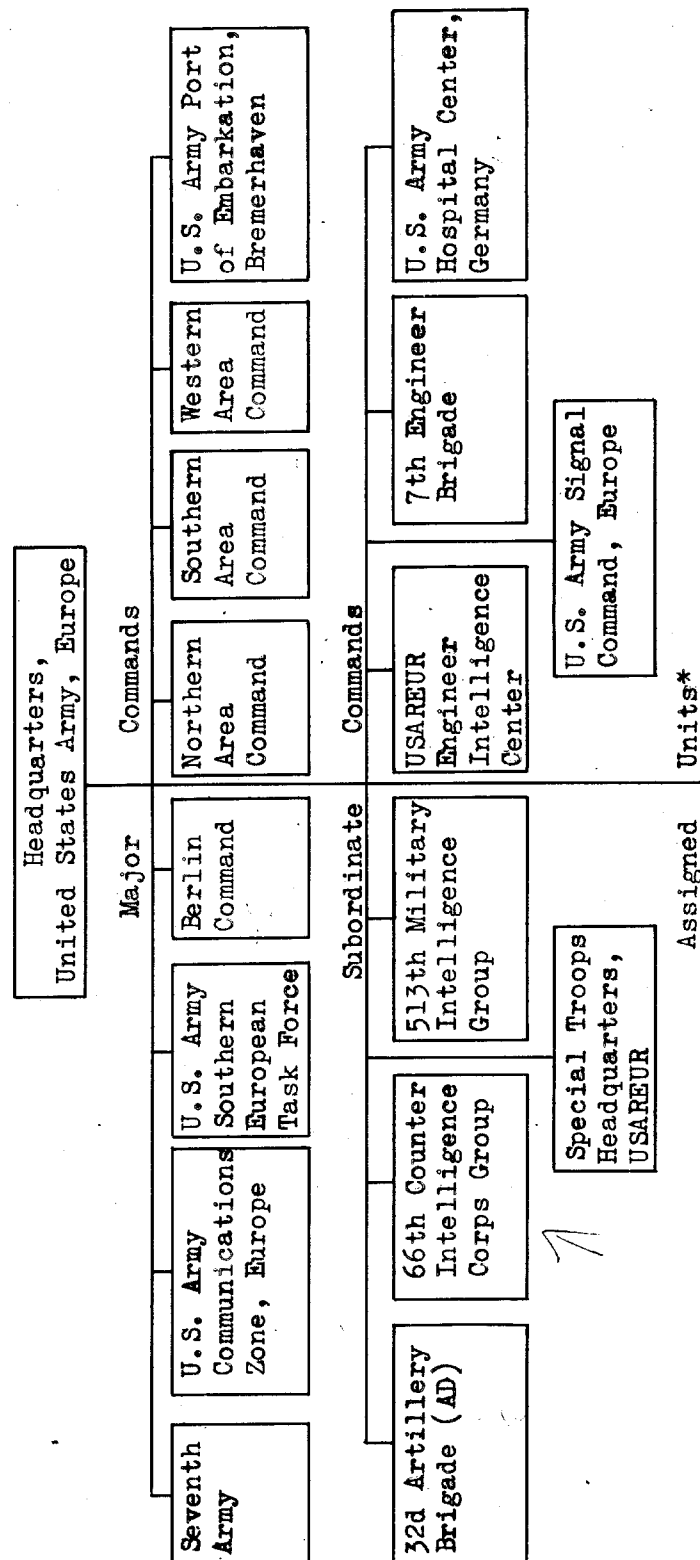 Headquarters,
United States Army, Europe
Major Commands
Seventh
Army
U.S. Army
Communications
Zone, Europe
U.S. Army
Southern
European
Task Force
Berlin
Command
Northern
Area
Command
Southern
Area
Command
Western
Area
Command
U.S. Army Port
of Embarkation,
Bremerhaven
Subordinate Commands
32d Artillery
Brigade (AD)
66th Counter
Intelligence
Corps Group
513th Military
Intelligence
Group
USAREUR
Engineer
Intelligence
Center
7th Engineer
Brigade
U.S. Army
Hospital Center,
Germany
Special Troops
Headquarters,
USAREUR
U.S. Army Signal
Command, Europe
Assigned Units*